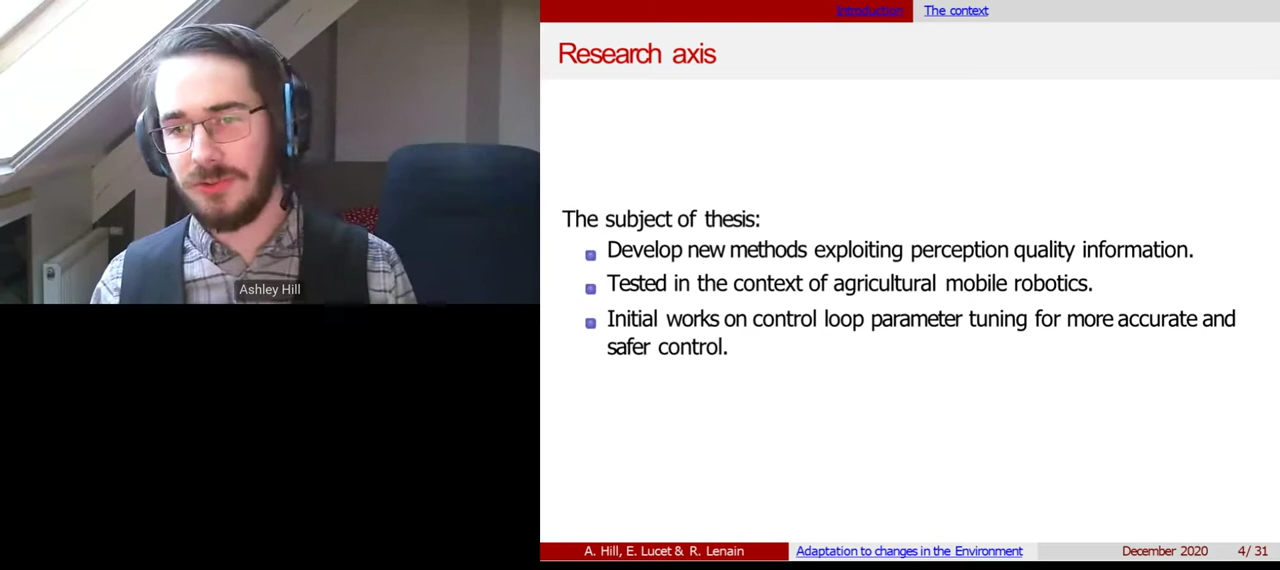 Introduction The context
Research axis
The subject of thesis:
Develop new methods exploiting perception quality information.
Tested in the context of agricultural mobile robotics.
Initial works on control loop parameter tuning for more accurate and
safer control.
Ashley Hill
A. Hill, E. Lucet & R. Lenain Adaptation to changes in the Environment December 2020 4/ 31